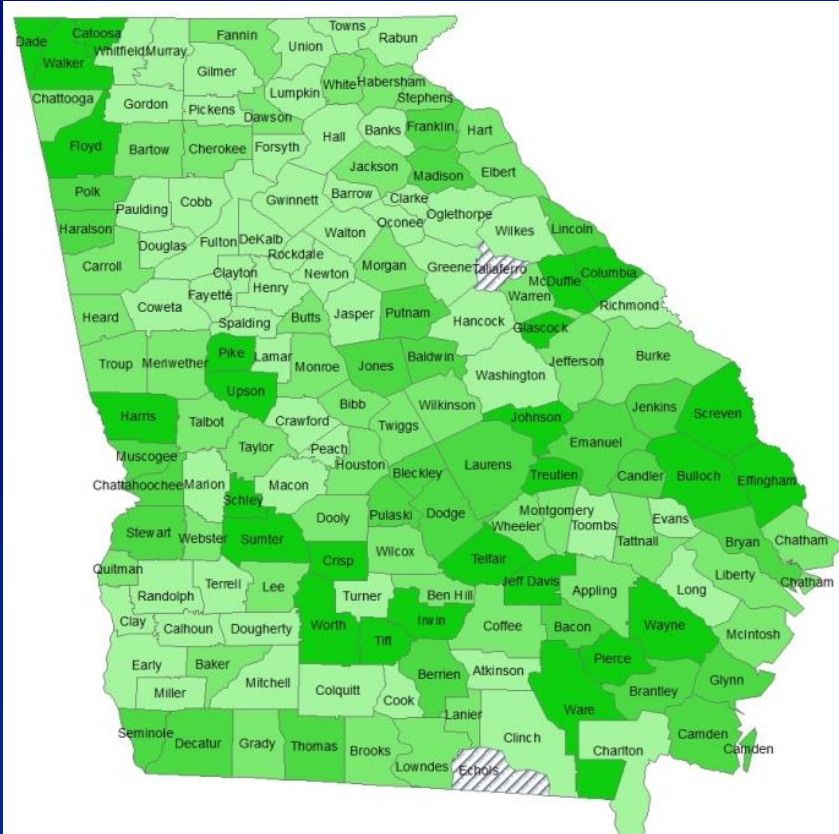 Towns
Dade
Catoosa
Fannin
Union
Rabun
Whitfield
Murray
Walker
Gilmer
White
Habersham
Chattooga
Lumpkin
Stephens
Gordon
Pickens
Dawson
Franklin
Hart
Floyd
Bartow
Cherokee
Forsyth
Hall
Banks
Jackson
Madison
Elbert
Polk
Paulding
Cobb
Gwinnett
Barrow
Clarke
Oglethorpe
Haralson
Oconee
Wilkes
Lincoln
Douglas
Fulton
DeKalb
Walton
Rockdale
Carroll
Clayton
Newton
Morgan
Greene
Taliaferro
Columbia
McDuffie
Fayette
Henry
Warren
Richmond
Heard
Coweta
Spalding
Butts
Jasper
Putnam
Hancock
Glascock
Troup
Meriwether
Pike
Lamar
Monroe
Jones
Baldwin
Washington
Jefferson
Burke
Upson
Harris
Talbot
Crawford
Bibb
Wilkinson
Johnson
Jenkins
Screven
Twiggs
Emanuel
Muscogee
Taylor
Peach
Houston
Bleckley
Laurens
Treutlen
Candler
Bulloch
Effingham
Chattahoochee
Marion
Macon
Schley
Dooly
Pulaski
Dodge
Montgomery
Wheeler
Toombs
Evans
Tattnall
Bryan
Chatham
Stewart
Webster
Sumter
Crisp
Wilcox
Telfair
Quitman
Randolph
Terrell
Lee
Turner
Ben Hill
Jeff Davis
Appling
Long
Liberty
Chatham
Clay
Calhoun
Dougherty
Worth
Tift
Irwin
Coffee
Bacon
Wayne
McIntosh
Early
Baker
Mitchell
Colquitt
Cook
Berrien
Atkinson
Pierce
Brantley
Glynn
Miller
Ware
Seminole
Decatur
Grady
Thomas
Brooks
Lanier
Lowndes
Echols
Clinch
Charlton
Camden
Camden